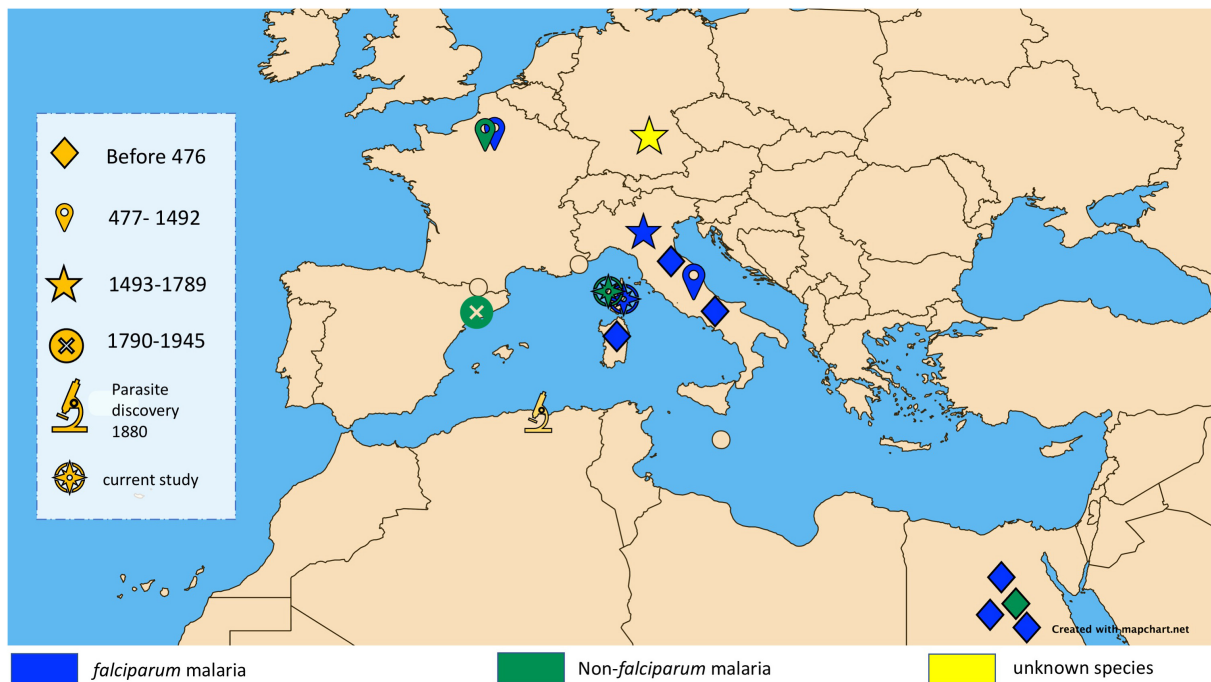 Before 476
477- 1492
1493-1789
1790-1945
Parasite
discovery
1880
current study
Created with mapchart.net
falciparum malaria
Non-falciparum malaria
unknown species